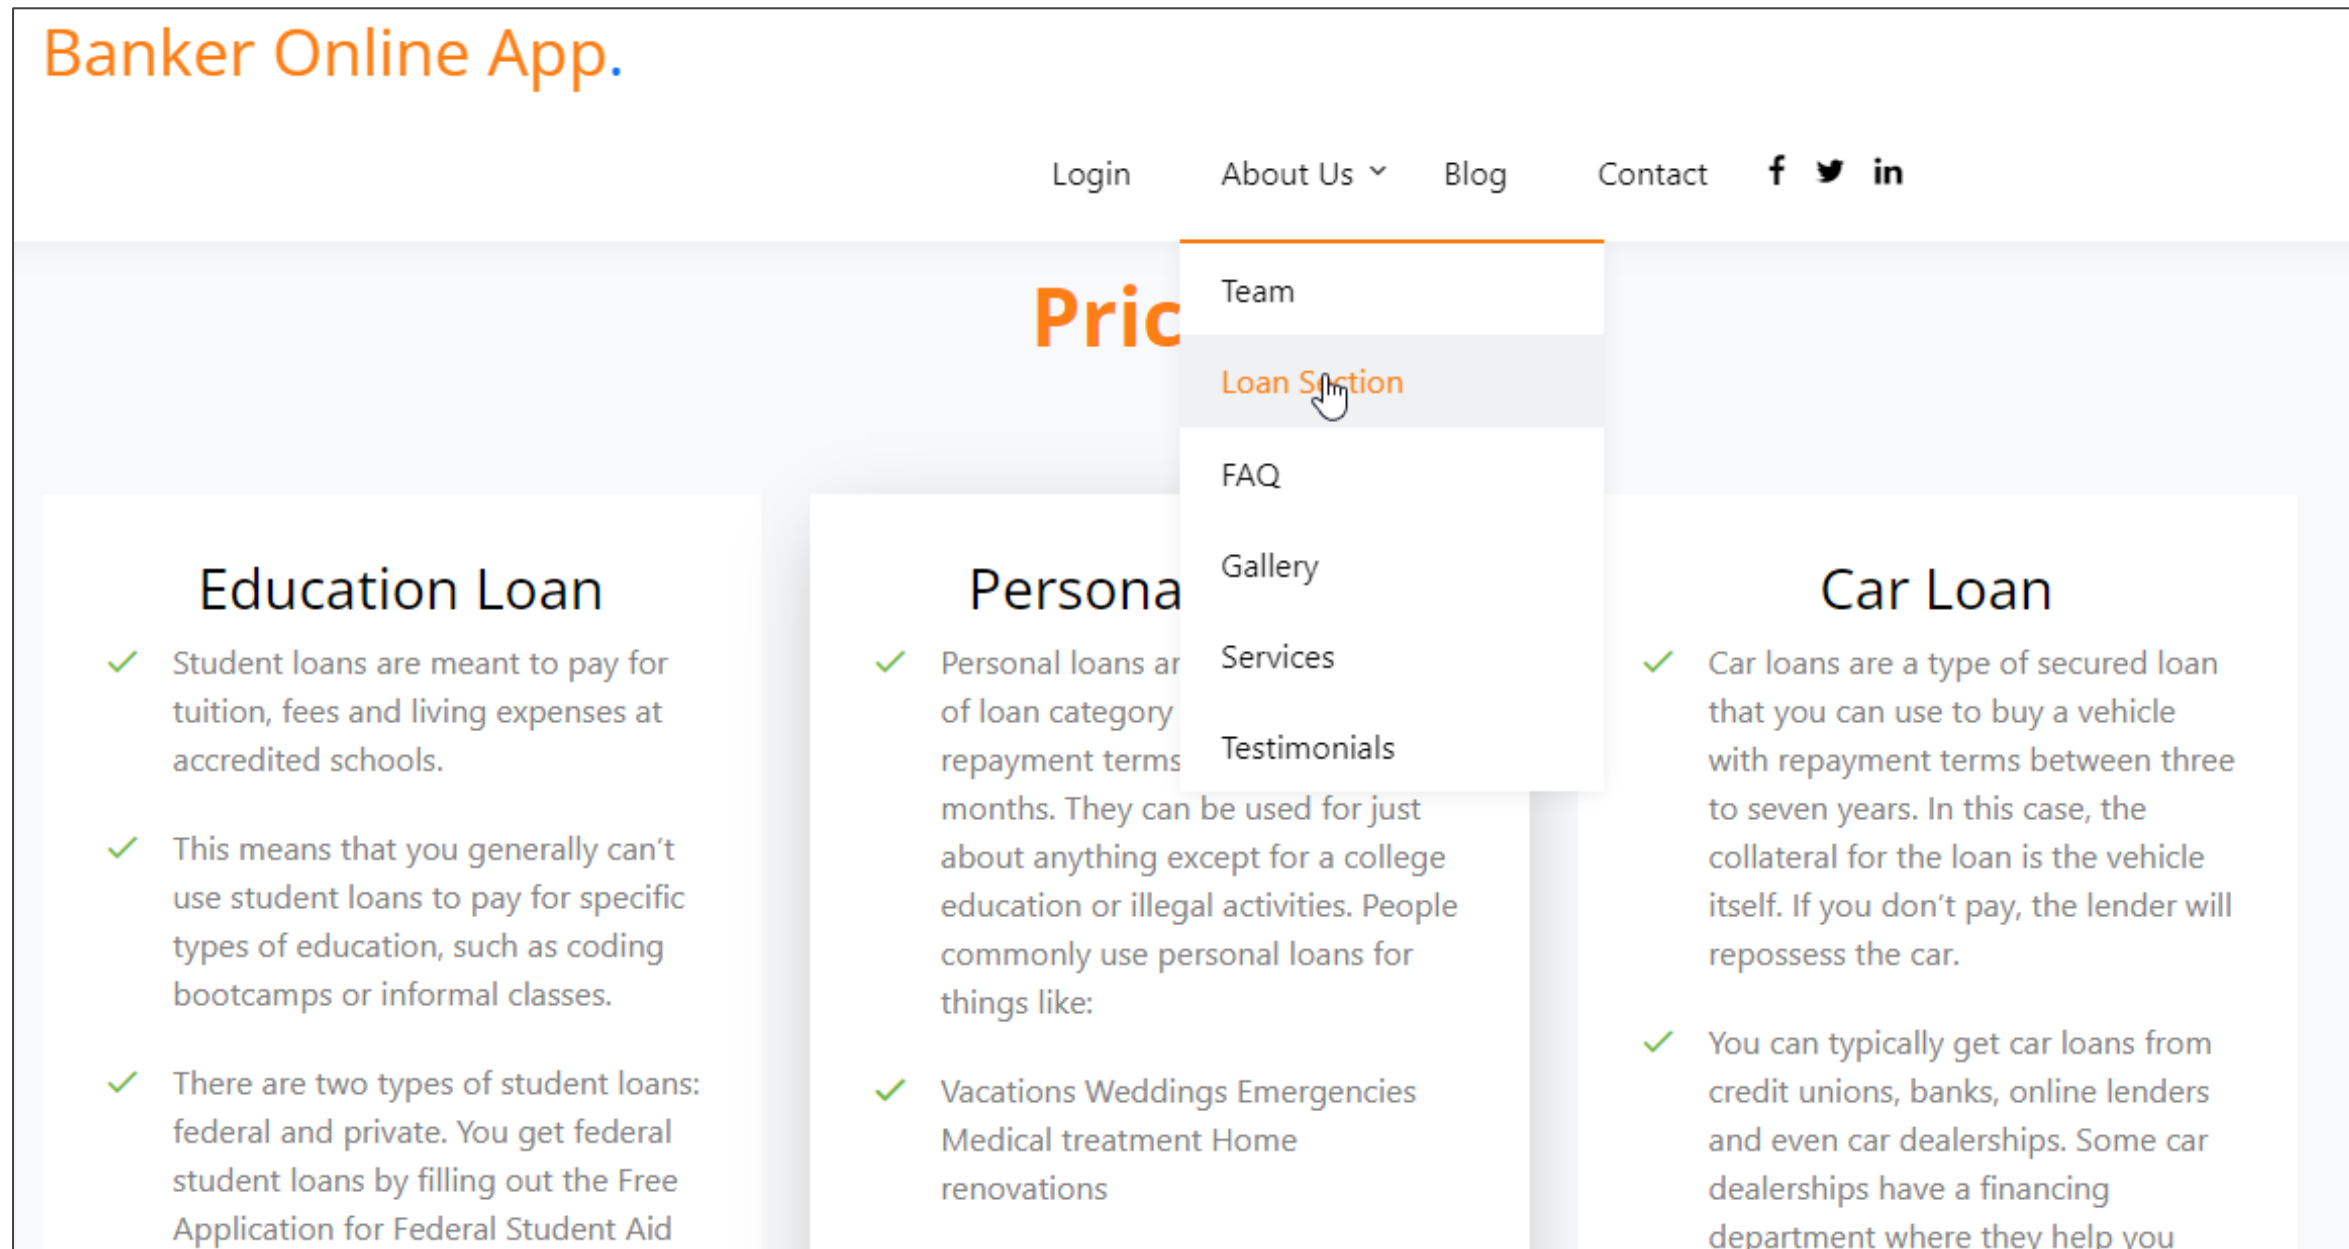 Banker Online App.
Login About Us Blog Contact
Team
Loan Section
FAQ
Gallery
Services
Testimonials
Education Loan
Student loans are meant to pay for
tuition, fees and living expenses at
accredited schools.
This means that you generally can’t
use student loans to pay for specific
types of education, such as coding
bootcamps or informal classes.
There are two types of student loans:
federal and private. You get federal
student loans by filling out the Free
Application for Federal Student Aid
Personal loans
of loan category
repayment terms
months. They can be used for just
about anything except for a college
education or illegal activities. People
commonly use personal loans for
things like:
Vacations Weddings Emergencies
Medical treatment Home
renovations
Car Loan
Car loans are a type of secured loan
that you can use to buy a vehicle
with repayment terms between three
to seven years. In this case, the
collateral for the loan is the vehicle
itself. If you don’t pay, the lender will
repossess the car.
You can typically get car loans from
credit unions, banks, online lenders
and even car dealerships. Some car
dealerships have a financing
department where they help you